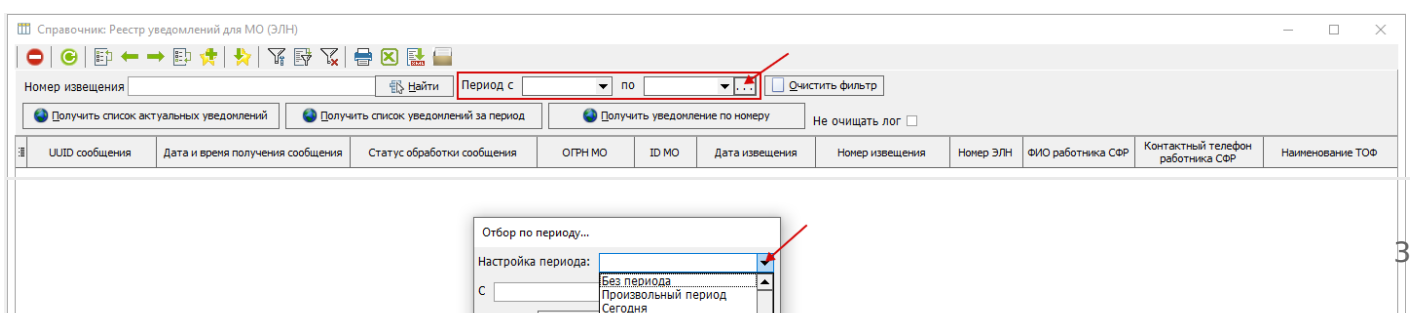 Справочник: Реестр уведомлений для МО (ЭЛН)
Номер извещения Найти Период с по ... Очистить фильтр
Получить список актуальных уведомлений Получить список уведомлений за период Получить уведомление по номеру Не очищать лог
UUID сообщения Дата и время получения сообщения Статус обработки сообщения ОГРН МО ID МО Дата извещения Номер извещения Номер ЭЛН ФИО работника СФР Контактный телефон работника СФР Наименование ТОФ
Отбор по периоду...
3
Настройка периода:
Без периода
С
Произвольный период
Сегодня